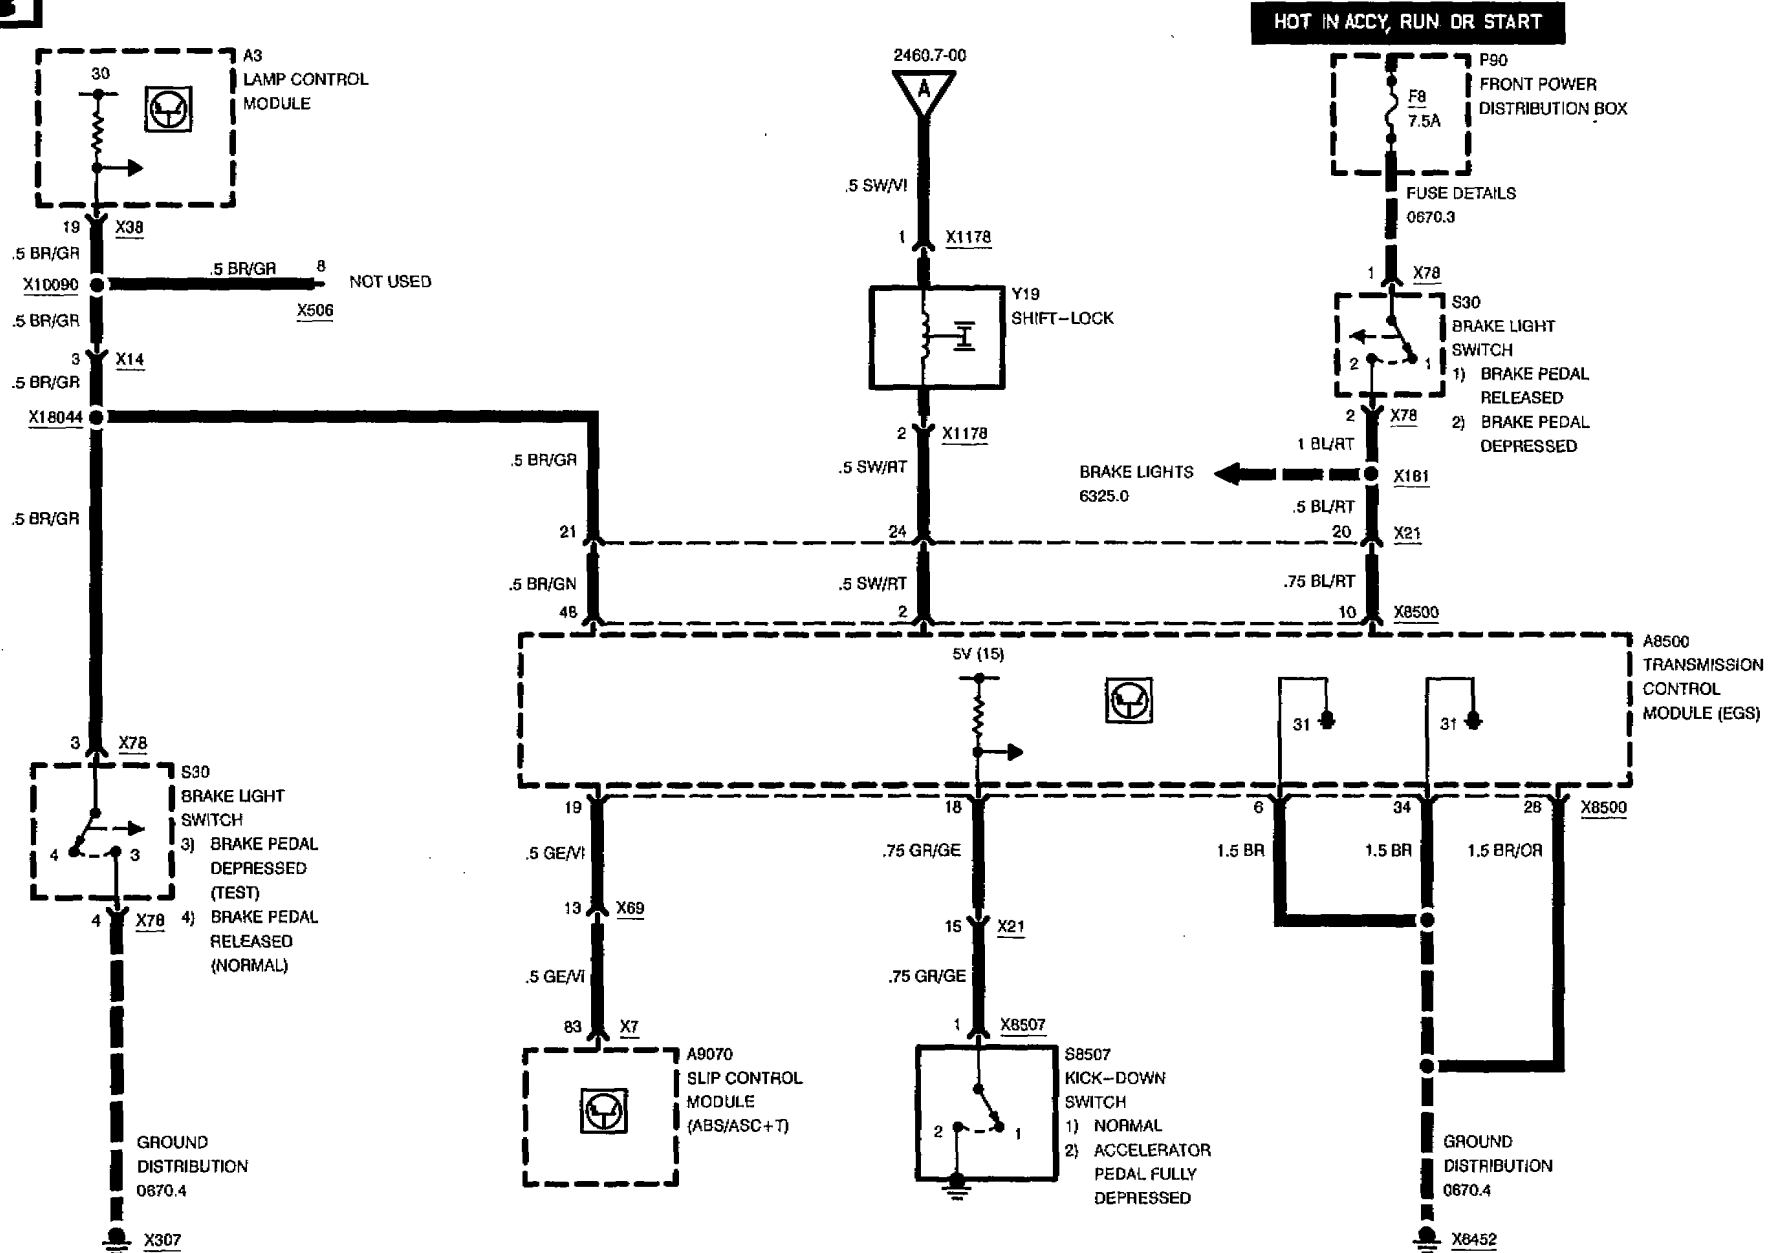 HOT IN ACCY, RUN OR START
A3
LAMP CONTROL
MODULE
30
19
X38
.5 BR/GR
X10090
.5 BR/GR
8
NOT USED
X506
.5 BR/GR
3
X14
.5 BR/GR
X18044
.5 BR/GR
.5 BR/GR
3
X78
S30
BRAKE LIGHT
SWITCH
3) BRAKE PEDAL
DEPRESSED
(TEST)
4) BRAKE PEDAL
RELEASED
(NORMAL)
4
3
4
X78
GROUND
DISTRIBUTION
0670.4
X307
2460.7-00
A
.5 SW/VI
1
X1178
Y19
SHIFT-LOCK
2
X1178
.5 SW/RT
P90
FRONT POWER
DISTRIBUTION BOX
F8
7.5A
FUSE DETAILS
0670.3
1
X78
S30
BRAKE LIGHT
SWITCH
1) BRAKE PEDAL
RELEASED
2) BRAKE PEDAL
DEPRESSED
2
1
2
X78
1 BL/RT
BRAKE LIGHTS
6325.0
X181
.5 BL/RT
21
24
20
X21
.5 BR/GN
.5 SW/RT
.75 BL/RT
48
2
10
X8500
A8500
TRANSMISSION
CONTROL
MODULE (EGS)
5V (15)
31
31
19
18
6
34
28
X8500
.5 GE/VI
.75 GR/GE
1.5 BR
1.5 BR
1.5 BR/OR
13
X69
15
X21
.5 GE/VI
.75 GR/GE
83
X7
1
X8507
A9070
SLIP CONTROL
MODULE
(ABS/ASC+T)
S8507
KICK-DOWN
SWITCH
1) NORMAL
2) ACCELERATOR
PEDAL FULLY
DEPRESSED
2
1
GROUND
DISTRIBUTION
0670.4
X8452